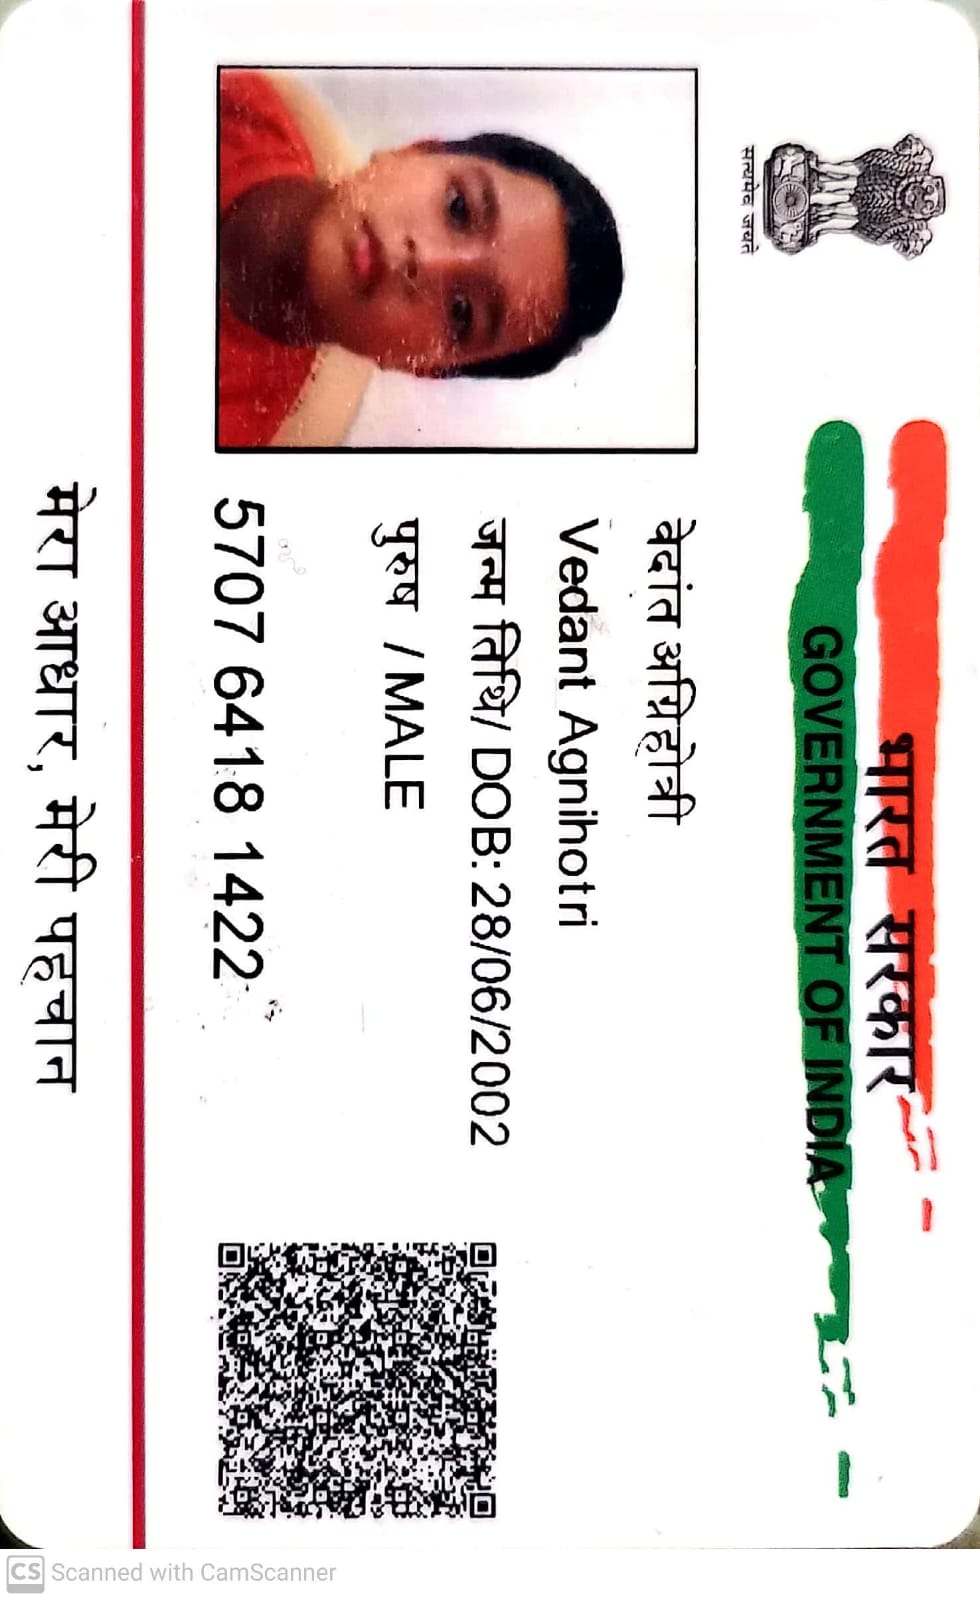 भारत सरकार
GOVERNMENT OF INDIA
सत्यमेव जयते
वेदांत अग्निहोत्री
Vedant Agnihotri
जन्म तिथि/ DOB: 28/06/2002
पुरुष / MALE
5707 6418 1422
मेरा आधार, मेरी पहचान
CS Scanned with CamScanner